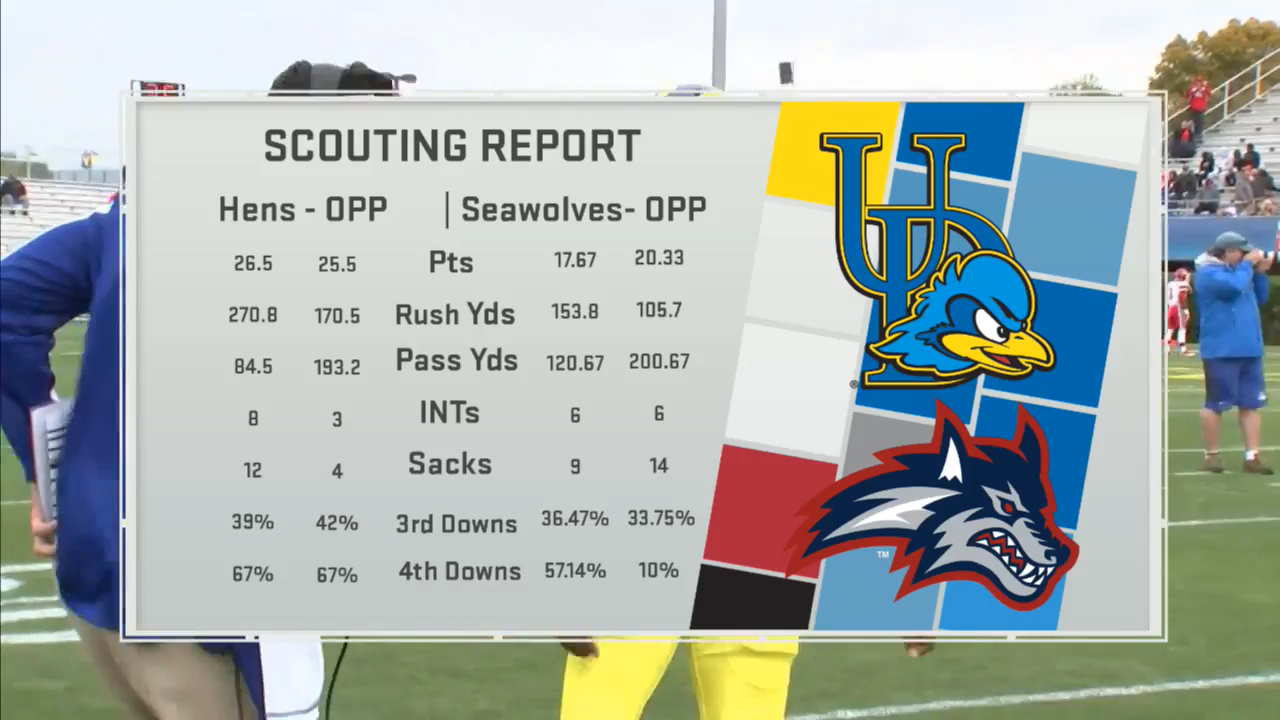 SCOUTING REPORT
Hens - OPP | Seawolves- OPP
26.5 25.5 Pts 17.67 20.33
270.8 170.5 Rush Yds 153.8 105.7
84.5 193.2 Pass Yds 120.67 200.67
8 3 INTs 6 6
12 4 Sacks 9 14
39% 42% 3rd Downs 36.47% 33.75%
67% 67% 4th Downs 57.14% 10%
UD
®
TM